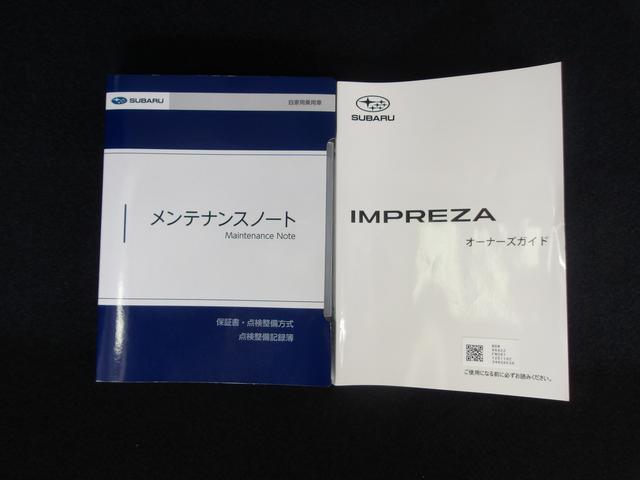 SUBARU
自家用乗用車
メンテナンスノート
Maintenance Note
保証書・点検整備方式
点検整備記録簿
SUBARU
IMPREZA
オーナーズガイド
ご使用になる前に必ずお読みください。